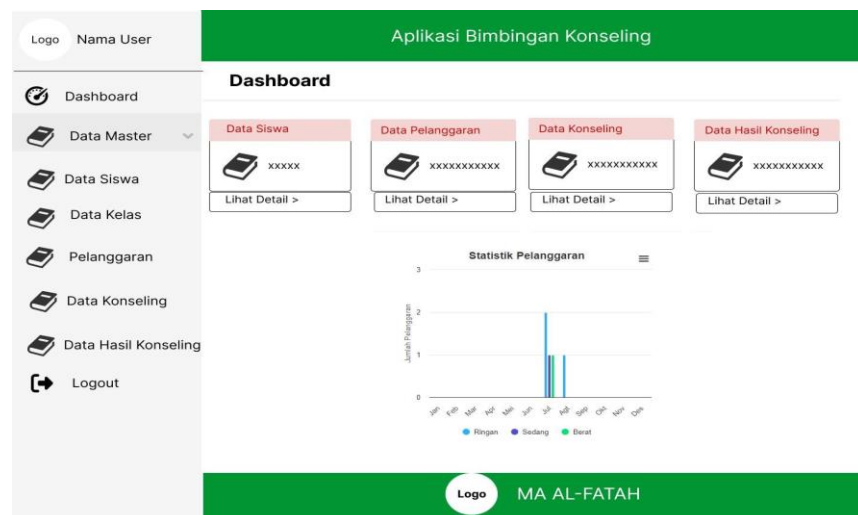 Logo Nama User
Aplikasi Bimbingan Konseling
Dashboard
Data Master
Data Siswa
Data Kelas
Pelanggaran
Data Konseling
Data Hasil Konseling
Logout
Dashboard
Data Siswa
xxxxx
Lihat Detail >
Data Pelanggaran
xxxxxxxxxxx
Lihat Detail >
Data Konseling
xxxxxxxxxxx
Lihat Detail >
Data Hasil Konseling
xxxxxxxxxxx
Lihat Detail >
Statistik Pelanggaran
Jumlah Pelanggaran
3
2
1
0
Jan Feb Mar Apr Mei Jun Jul Agt Sep Okt Nov Des
Ringan Sedang Berat
Logo MA AL-FATAH